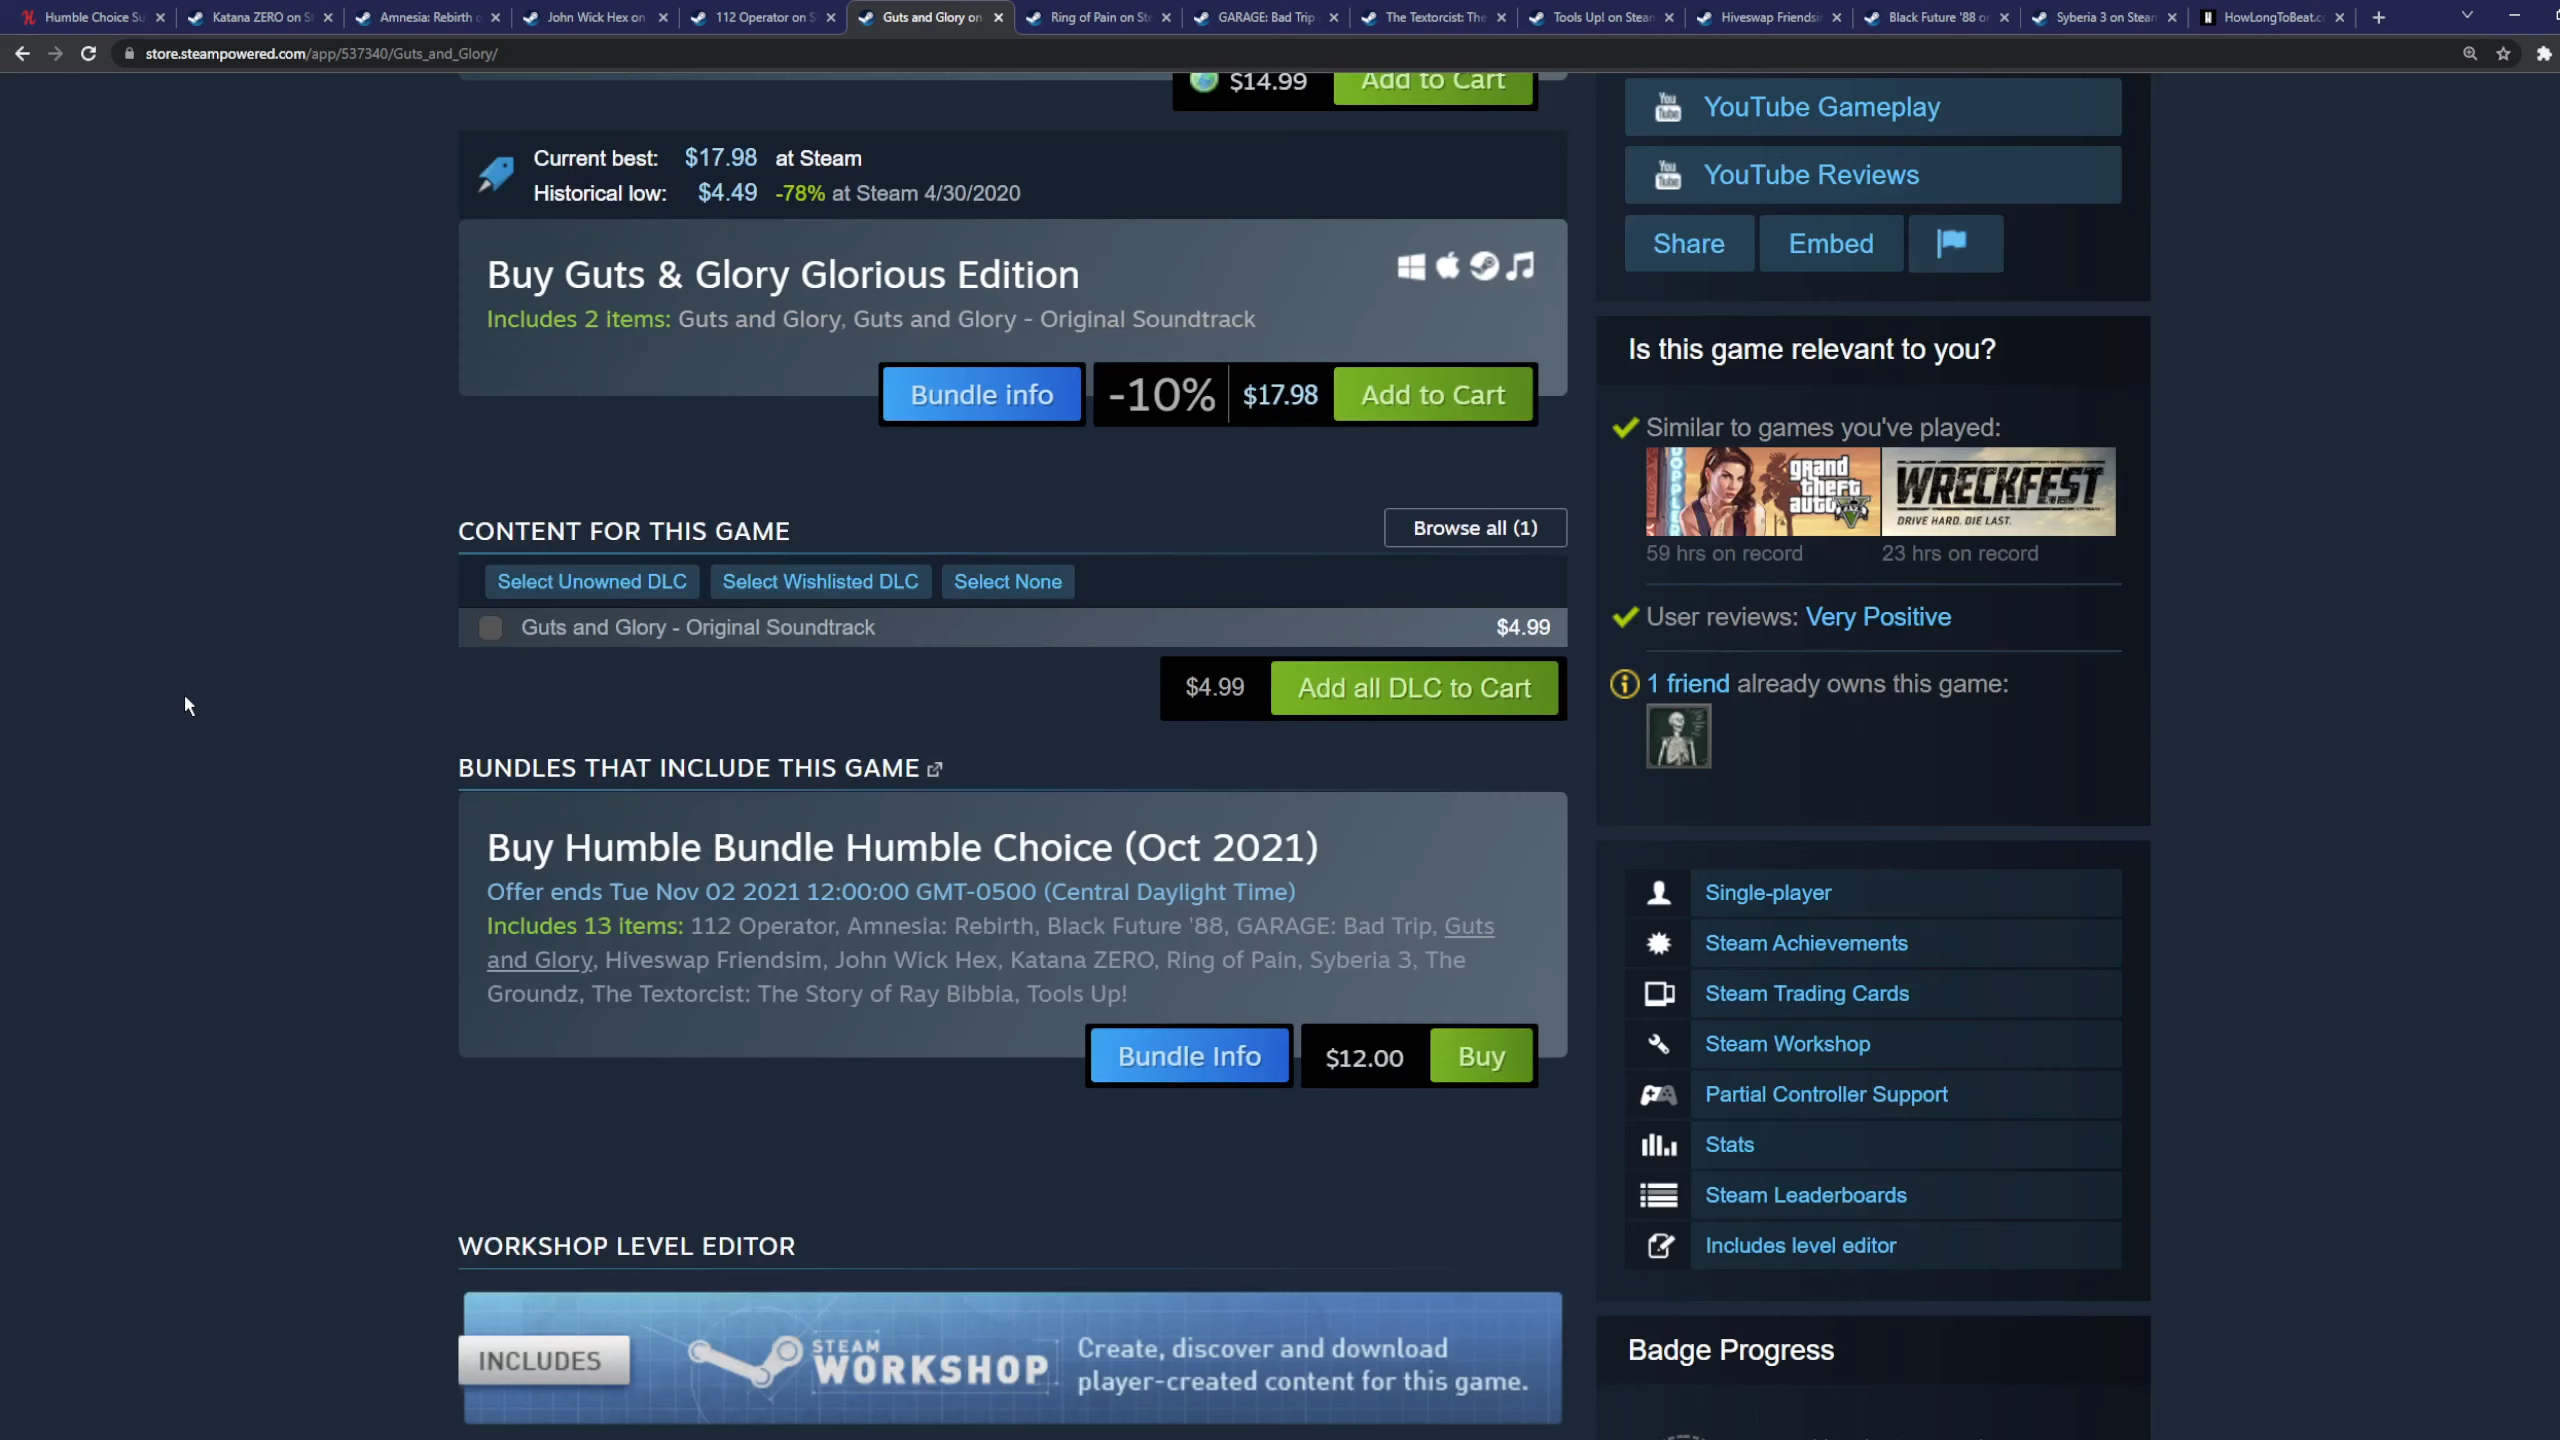 Humble Choice Su
Katana ZERO on S
Amnesia: Rebirth o
John Wick Hex on
112 Operator on S
Guts and Glory on
Ring of Pain on Ste
GARAGE: Bad Trip
The Textorcist: The
Tools Up! on Steam
Hiveswap Friendsi
Black Future '88 o
Syberia 3 on Steam
HowLongToBeat.c
store.steampowered.com/app/537340/Guts_and_Glory/
$14.99 Add to Cart
Current best: $17.98 at Steam
Historical low: $4.49 -78% at Steam 4/30/2020
Buy Guts & Glory Glorious Edition
Includes 2 items: Guts and Glory, Guts and Glory - Original Soundtrack
Bundle info -10% $17.98 Add to Cart
CONTENT FOR THIS GAME Browse all (1)
Select Unowned DLC Select Wishlisted DLC Select None
Guts and Glory - Original Soundtrack $4.99
$4.99 Add all DLC to Cart
BUNDLES THAT INCLUDE THIS GAME
Buy Humble Bundle Humble Choice (Oct 2021)
Offer ends Tue Nov 02 2021 12:00:00 GMT-0500 (Central Daylight Time)
Includes 13 items: 112 Operator, Amnesia: Rebirth, Black Future '88, GARAGE: Bad Trip, Guts
and Glory, Hiveswap Friendsim, John Wick Hex, Katana ZERO, Ring of Pain, Syberia 3, The
Groundz, The Textorcist: The Story of Ray Bibbia, Tools Up!
Bundle Info $12.00 Buy
WORKSHOP LEVEL EDITOR
INCLUDES
STEAM
WORKSHOP
Create, discover and download
player-created content for this game.
You
Tube
YouTube Gameplay
You
Tube
YouTube Reviews
Share Embed
Is this game relevant to you?
Similar to games you've played:
grand
theft
auto
V
WRECKFEST
DRIVE HARD. DIE LAST.
59 hrs on record 23 hrs on record
User reviews: Very Positive
1 friend already owns this game:
Single-player
Steam Achievements
Steam Trading Cards
Steam Workshop
Partial Controller Support
Stats
Steam Leaderboards
Includes level editor
Badge Progress